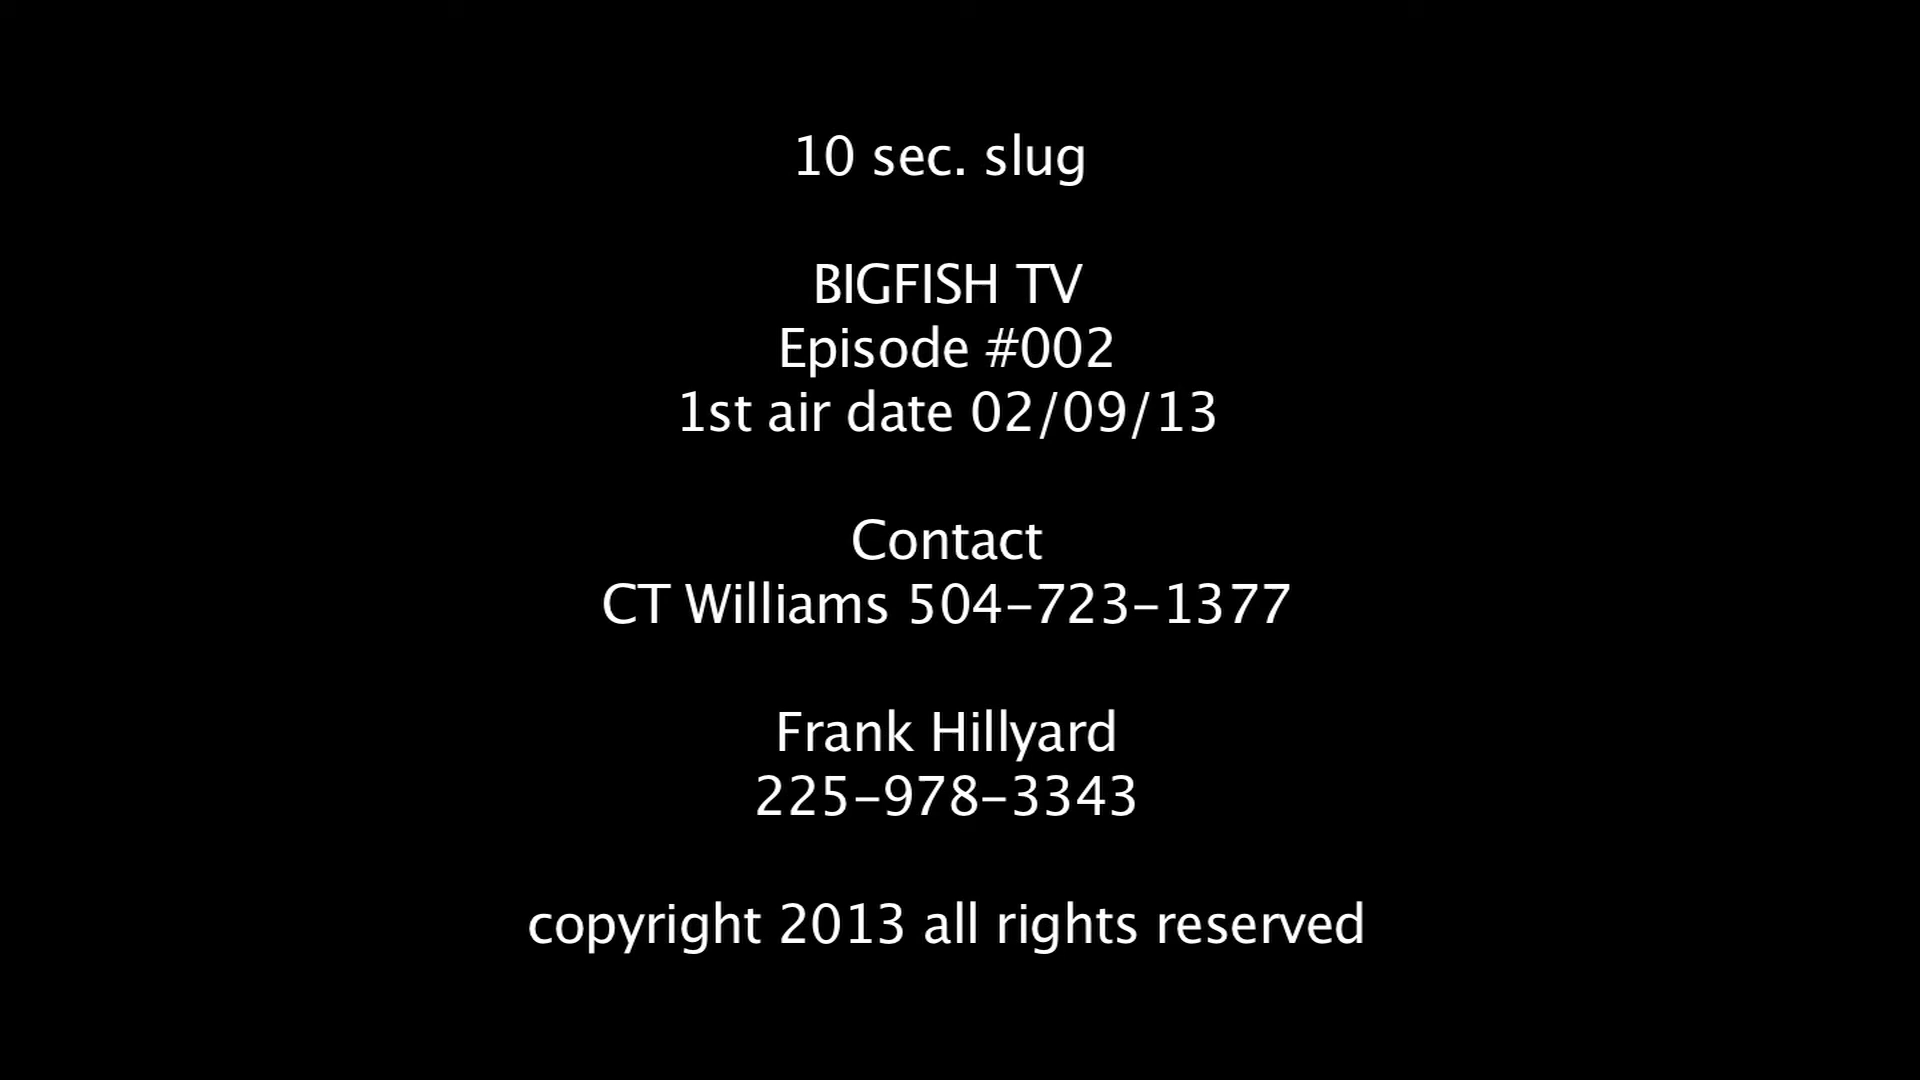 10 sec. slug
BIGFISH TV
Episode #002
1st air date 02/09/13
Contact
CT Williams 504-723-1377
Frank Hillyard
225-978-3343
copyright 2013 all rights reserved